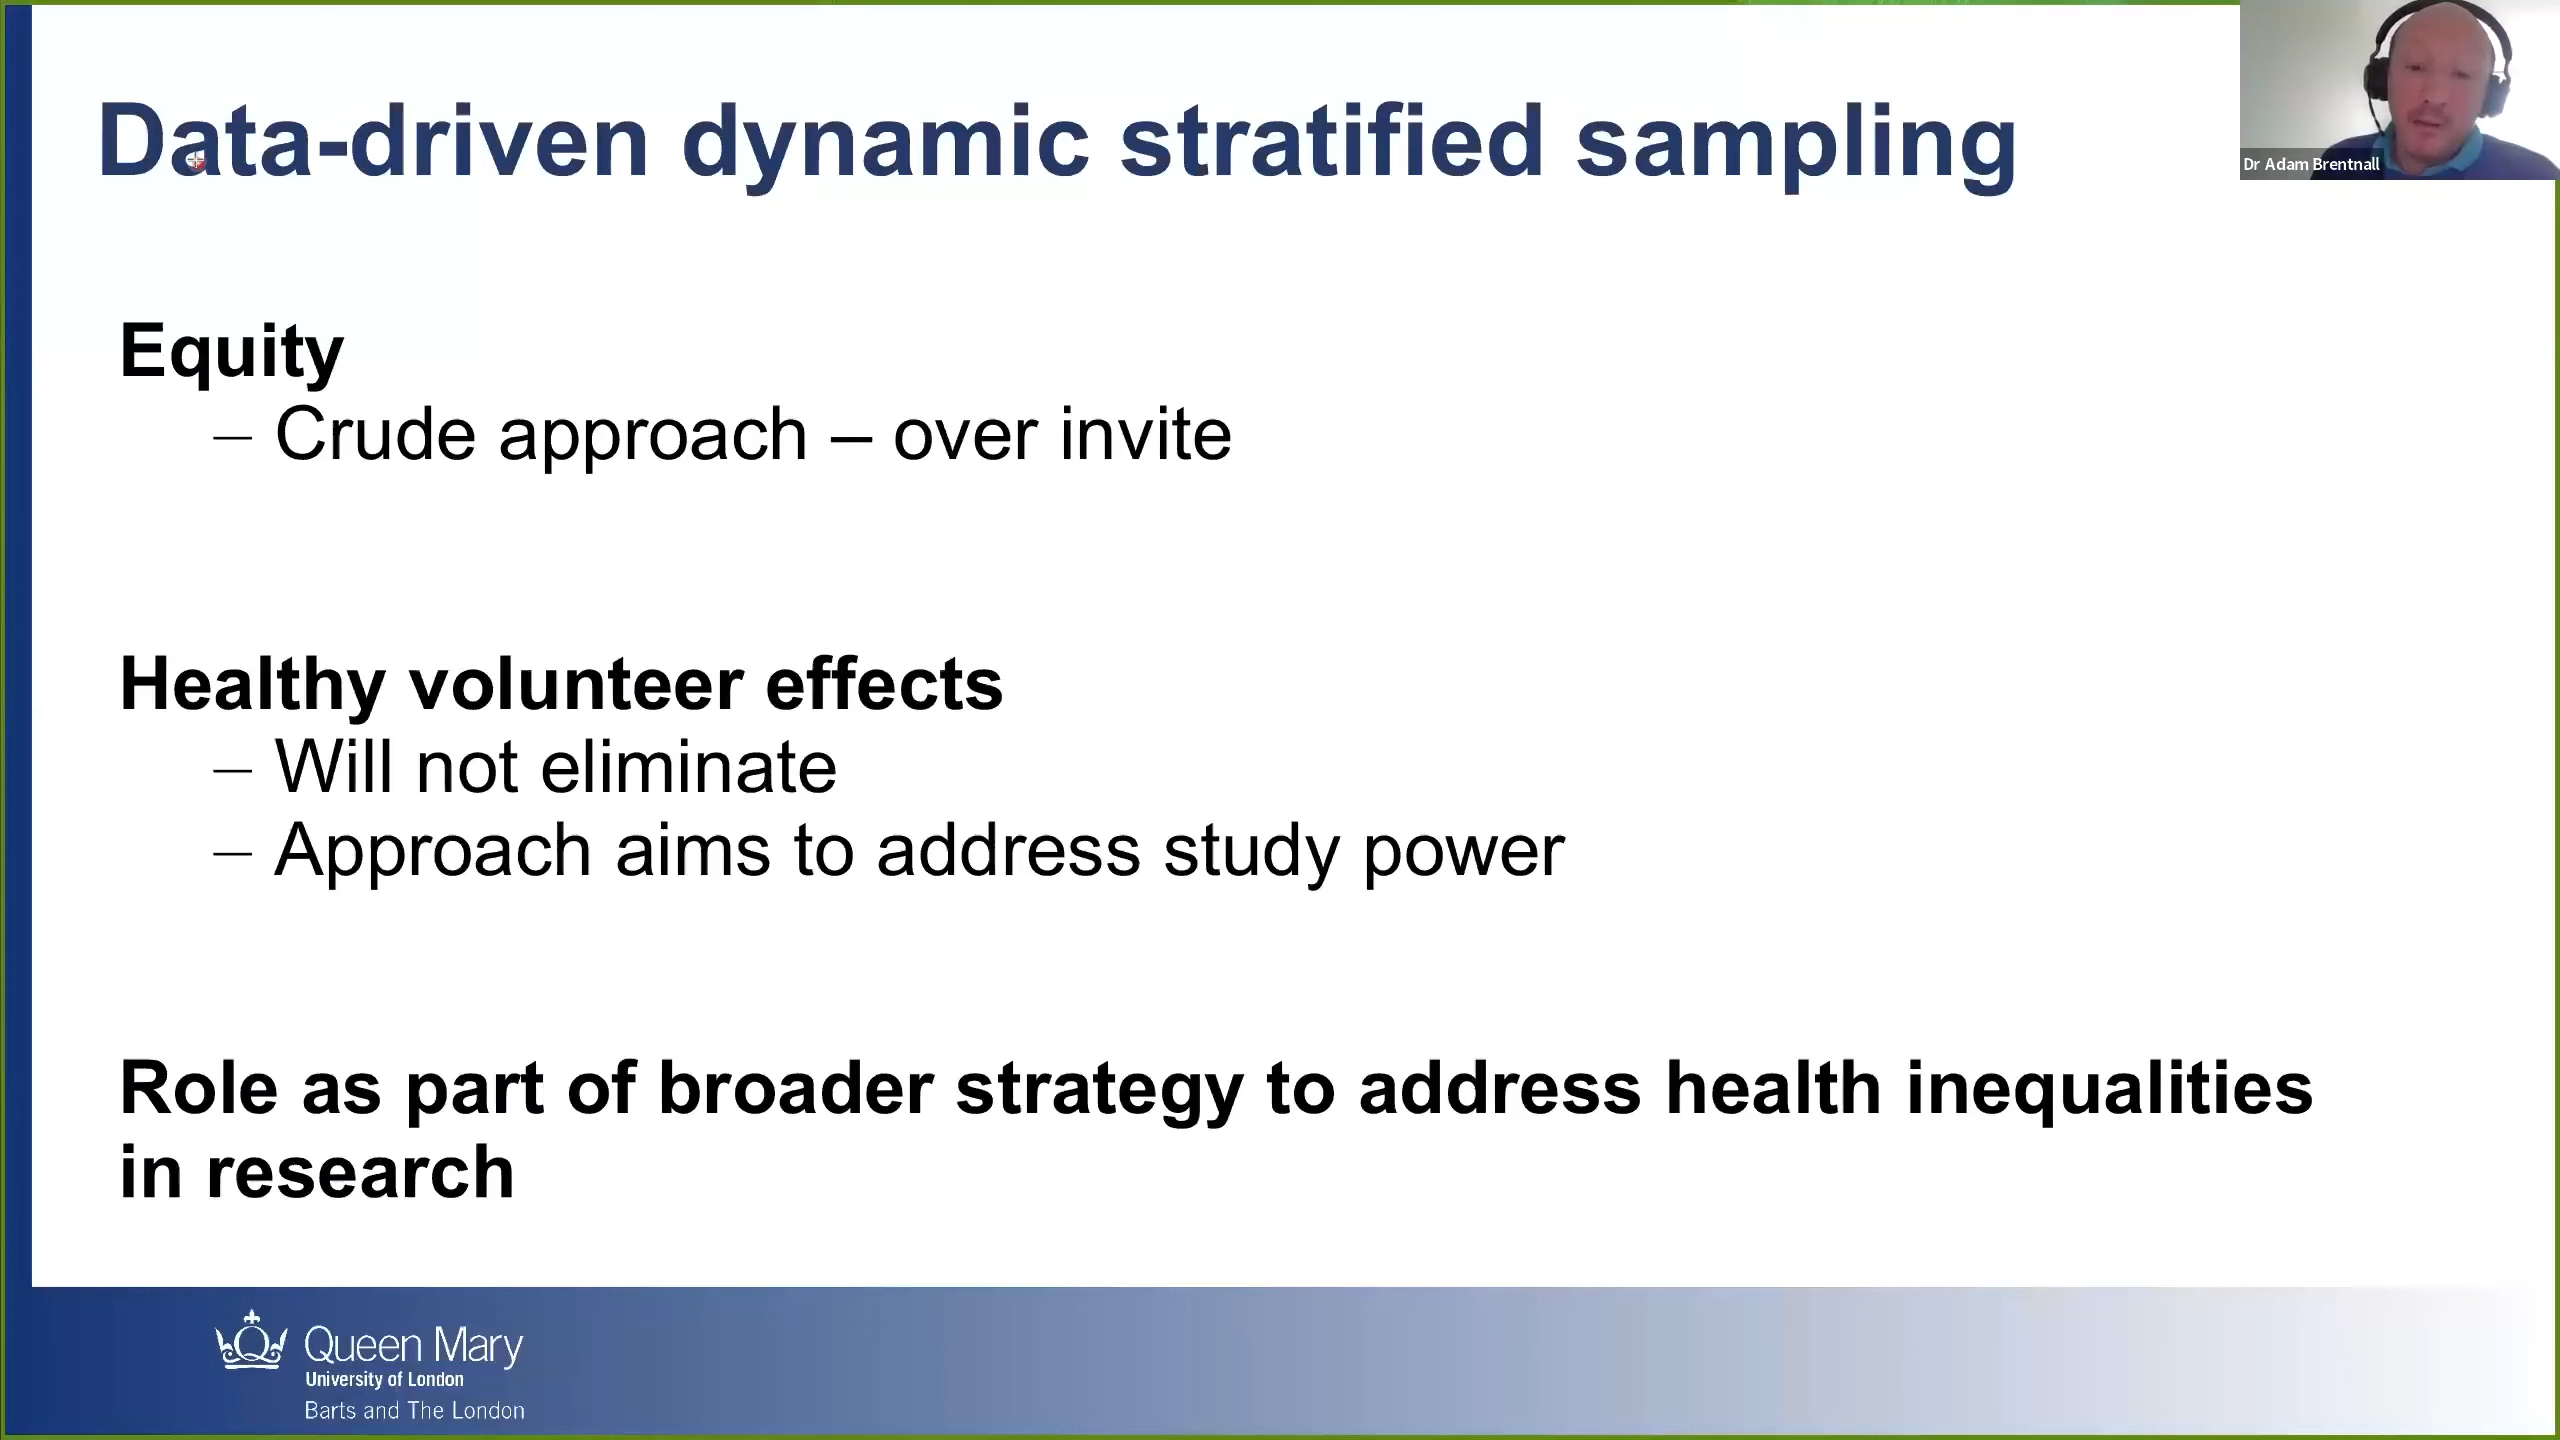 Data-driven dynamic stratified sampling
Dr Adam Brentnall
Equity
– Crude approach – over invite
Healthy volunteer effects
– Will not eliminate
– Approach aims to address study power
Role as part of broader strategy to address health inequalities
in research
Queen Mary
University of London
Barts and The London